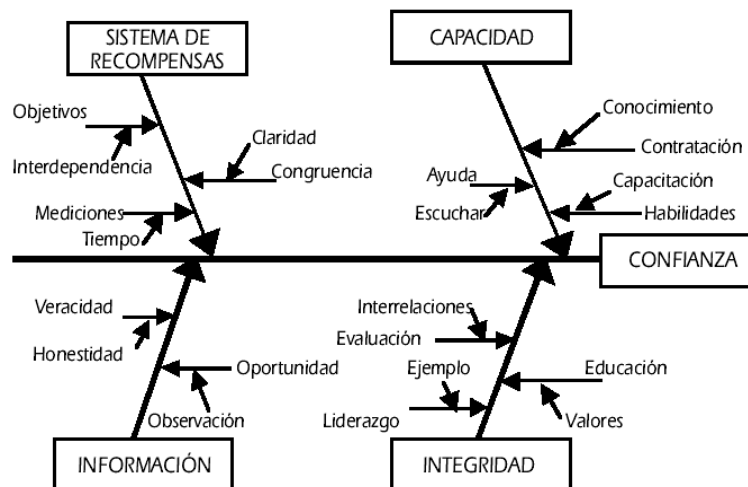 SISTEMA DE
RECOMPENSAS
CAPACIDAD
Objetivos
Interdependencia
Claridad
Congruencia
Mediciones
Tiempo
Conocimiento
Contratación
Ayuda
Escuchar
Capacitación
Habilidades
CONFIANZA
Veracidad
Honestidad
Oportunidad
Observación
Interrelaciones
Evaluación
Ejemplo
Liderazgo
Educación
Valores
INFORMACIÓN
INTEGRIDAD